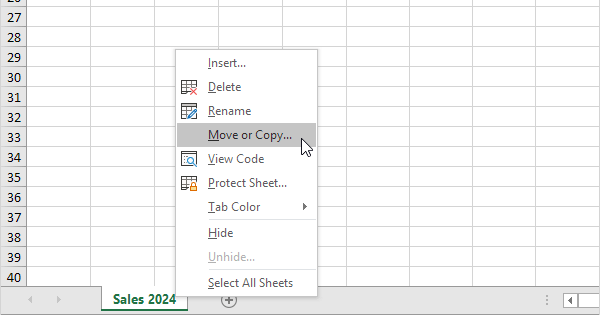 27
28
29
30
31
32
33
34
35
36
37
38
39
40
Insert...
Delete
Rename
Move or Copy...
View Code
Protect Sheet...
Tab Color
Hide
Unhide...
Select All Sheets
Sales 2024